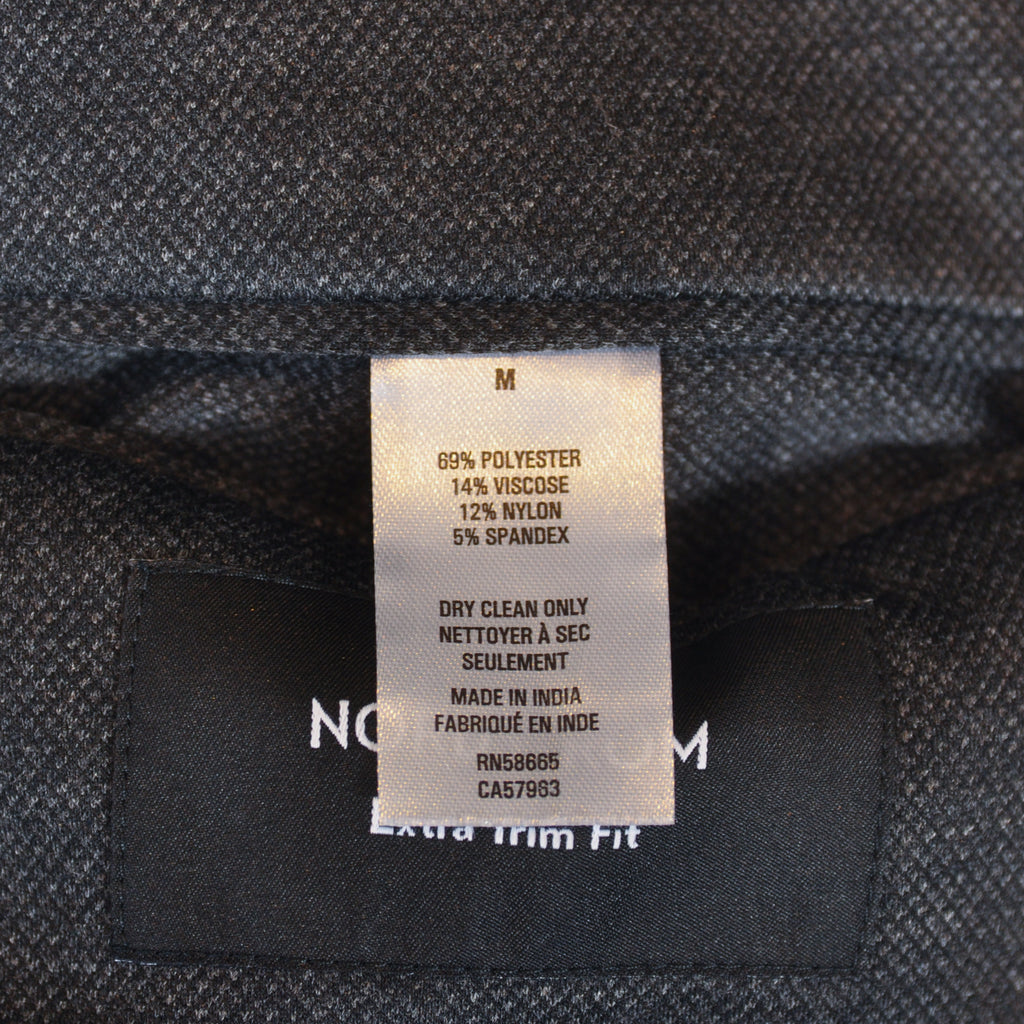 M
69% POLYESTER
14% VISCOSE
12% NYLON
5% SPANDEX
DRY CLEAN ONLY
NETTOYER À SEC
SEULEMENT
MADE IN INDIA
FABRIQUÉ EN INDE
RN58665
CA57963
Extra Trim Fit